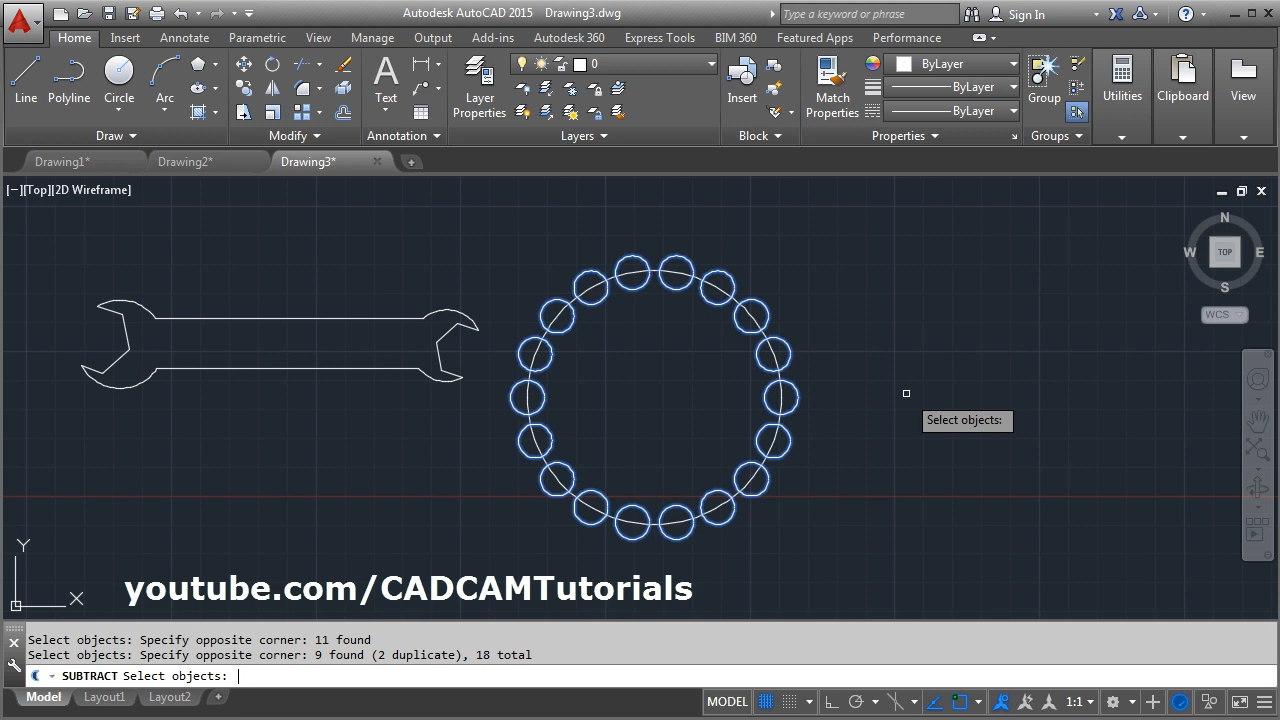 Autodesk AutoCAD 2015 Drawing3.dwg
Type a keyword or phrase
Sign In
Home Insert Annotate Parametric View Manage Output Add-ins Autodesk 360 Express Tools BIM 360 Featured Apps Performance
Line Polyline Circle Arc
Text
Layer Properties
0
Insert
Match Properties
ByLayer
ByLayer
ByLayer
Group
Utilities
Clipboard
View
Draw Modify Annotation Layers Block Properties Groups
Drawing1* Drawing2* Drawing3*
[−][Top][2D Wireframe]
N
W TOP E
S
WCS
Select objects:
Y
X
youtube.com/CADCAMTutorials
Select objects: Specify opposite corner: 11 found
Select objects: Specify opposite corner: 9 found (2 duplicate), 18 total
SUBTRACT Select objects:
Model Layout1 Layout2 +
MODEL 1:1